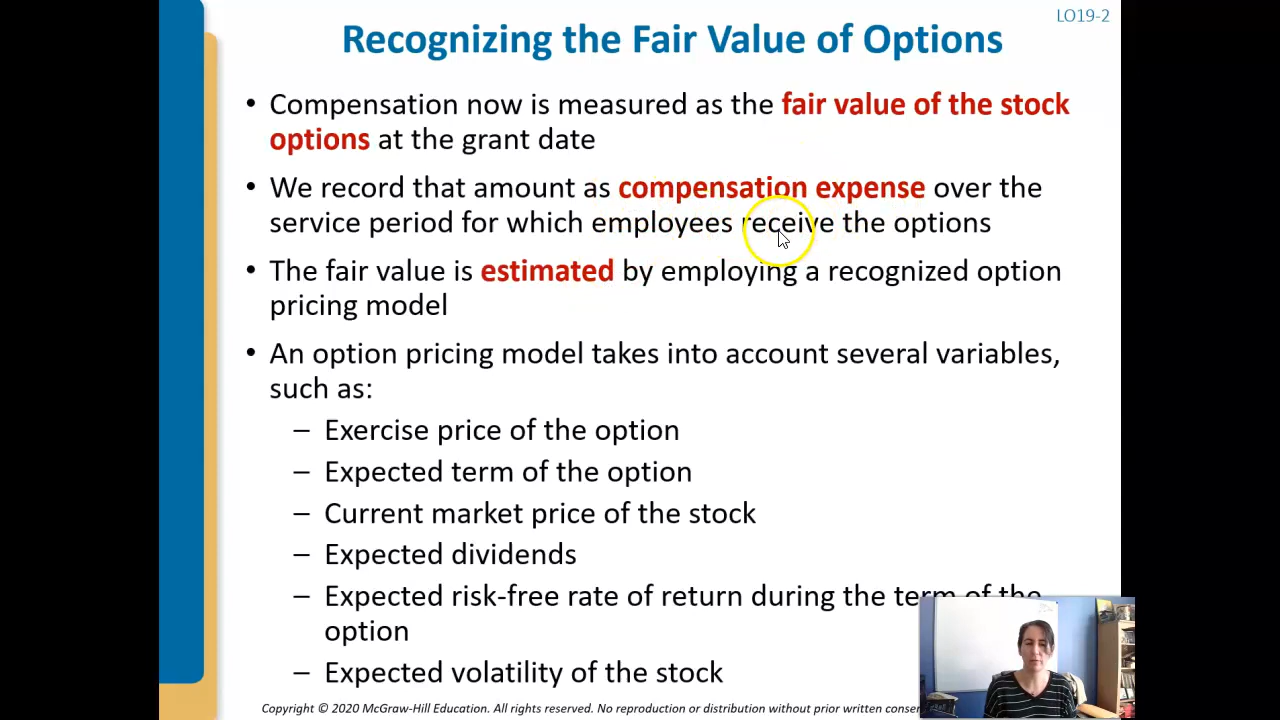 LO19-2
Recognizing the Fair Value of Options
• Compensation now is measured as the fair value of the stock
options at the grant date
• We record that amount as compensation expense over the
service period for which employees receive the options
• The fair value is estimated by employing a recognized option
pricing model
• An option pricing model takes into account several variables,
such as:
– Exercise price of the option
– Expected term of the option
– Current market price of the stock
– Expected dividends
– Expected risk-free rate of return during the term of the
option
– Expected volatility of the stock
Copyright © 2020 McGraw-Hill Education. All rights reserved. No reproduction or distribution without prior written